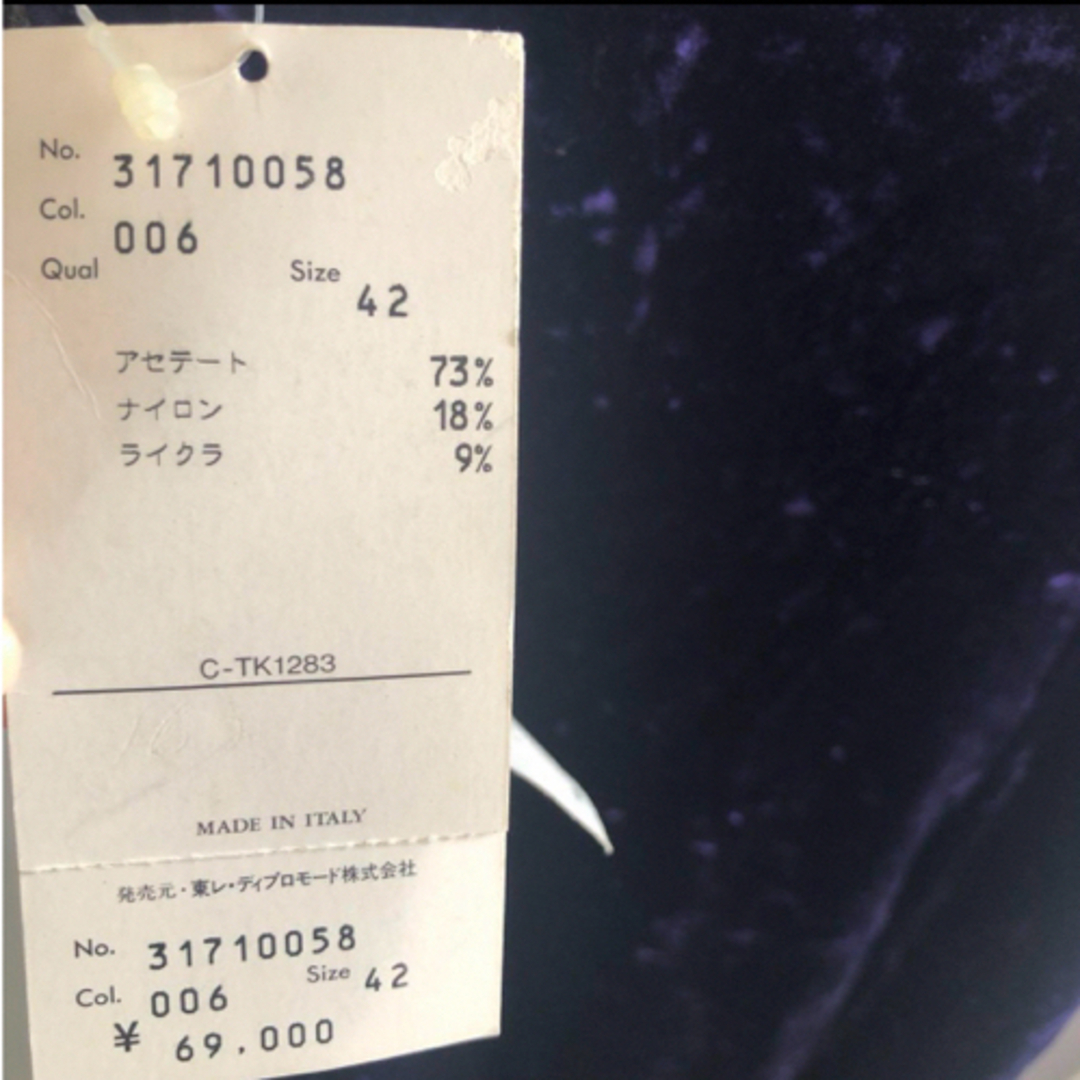 No. 31710058
Col. 006
Qual Size 42
アセテート 73%
ナイロン 18%
ライクラ 9%
C-TK1283
MADE IN ITALY
発売元・東レ・ディプロモード株式会社
No. 31710058
Size 42
Col. 006
¥ 69.000